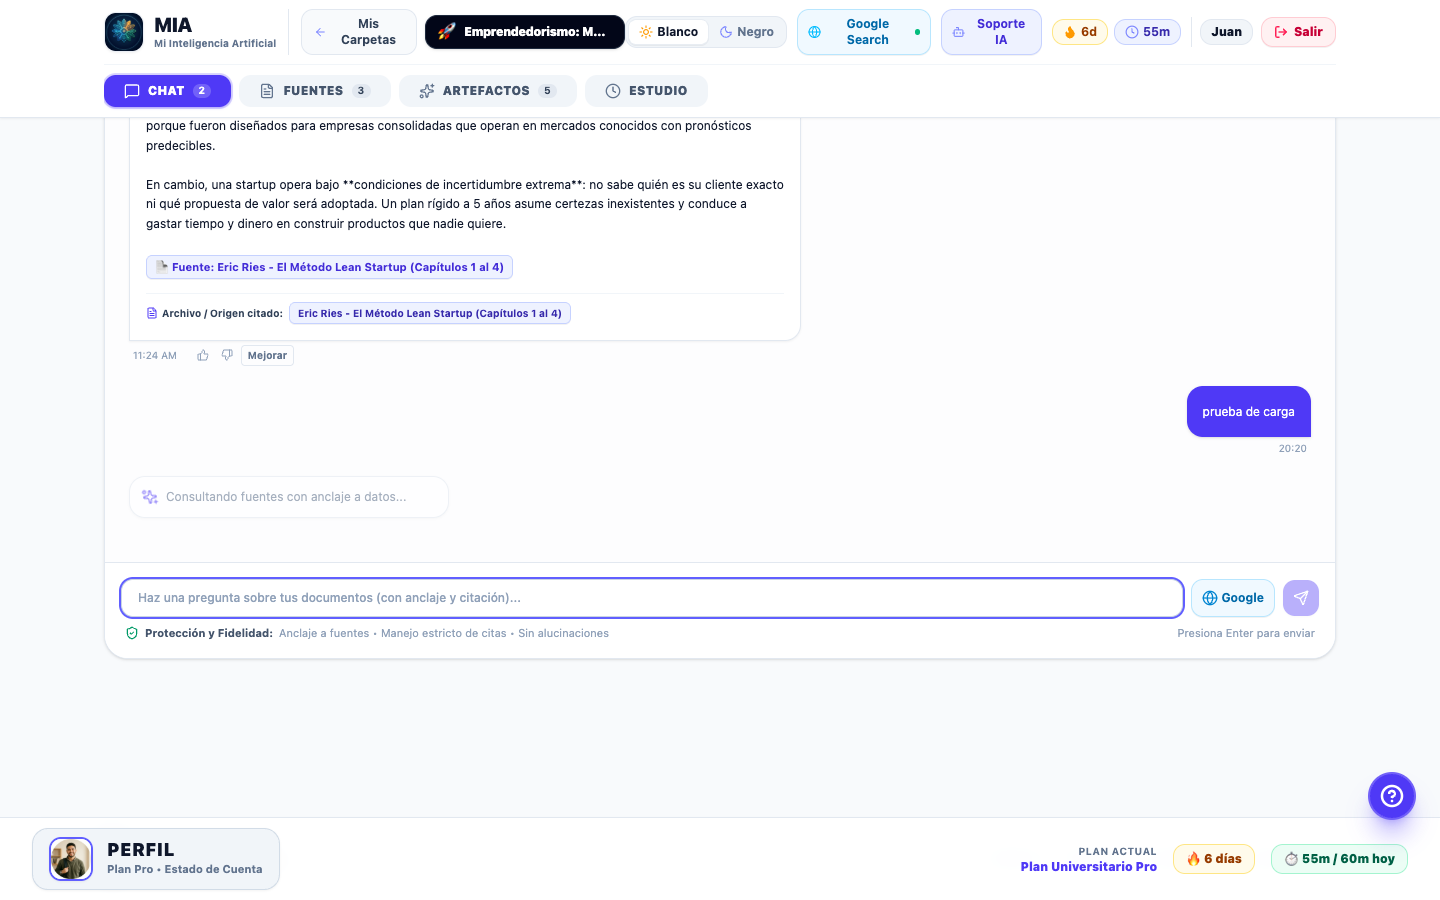 MIA
Mi Inteligencia Artificial
Mis Carpetas
Emprendedorismo: M...
Blanco
Negro
Google Search
Soporte IA
6d
55m
Juan
Salir
CHAT 2
FUENTES 3
ARTEFACTOS 5
ESTUDIO
porque fueron diseñados para empresas consolidadas que operan en mercados conocidos con pronósticos
predecibles.
En cambio, una startup opera bajo **condiciones de incertidumbre extrema**: no sabe quién es su cliente exacto
ni qué propuesta de valor será adoptada. Un plan rígido a 5 años asume certezas inexistentes y conduce a
gastar tiempo y dinero en construir productos que nadie quiere.
Fuente: Eric Ries - El Método Lean Startup (Capítulos 1 al 4)
Archivo / Origen citado: Eric Ries - El Método Lean Startup (Capítulos 1 al 4)
11:24 AM Mejorar
prueba de carga
20:20
Consultando fuentes con anclaje a datos...
Haz una pregunta sobre tus documentos (con anclaje y citación)...
Google
Protección y Fidelidad: Anclaje a fuentes • Manejo estricto de citas • Sin alucinaciones
Presiona Enter para enviar
PERFIL
Plan Pro • Estado de Cuenta
PLAN ACTUAL
Plan Universitario Pro
6 días
55m / 60m hoy